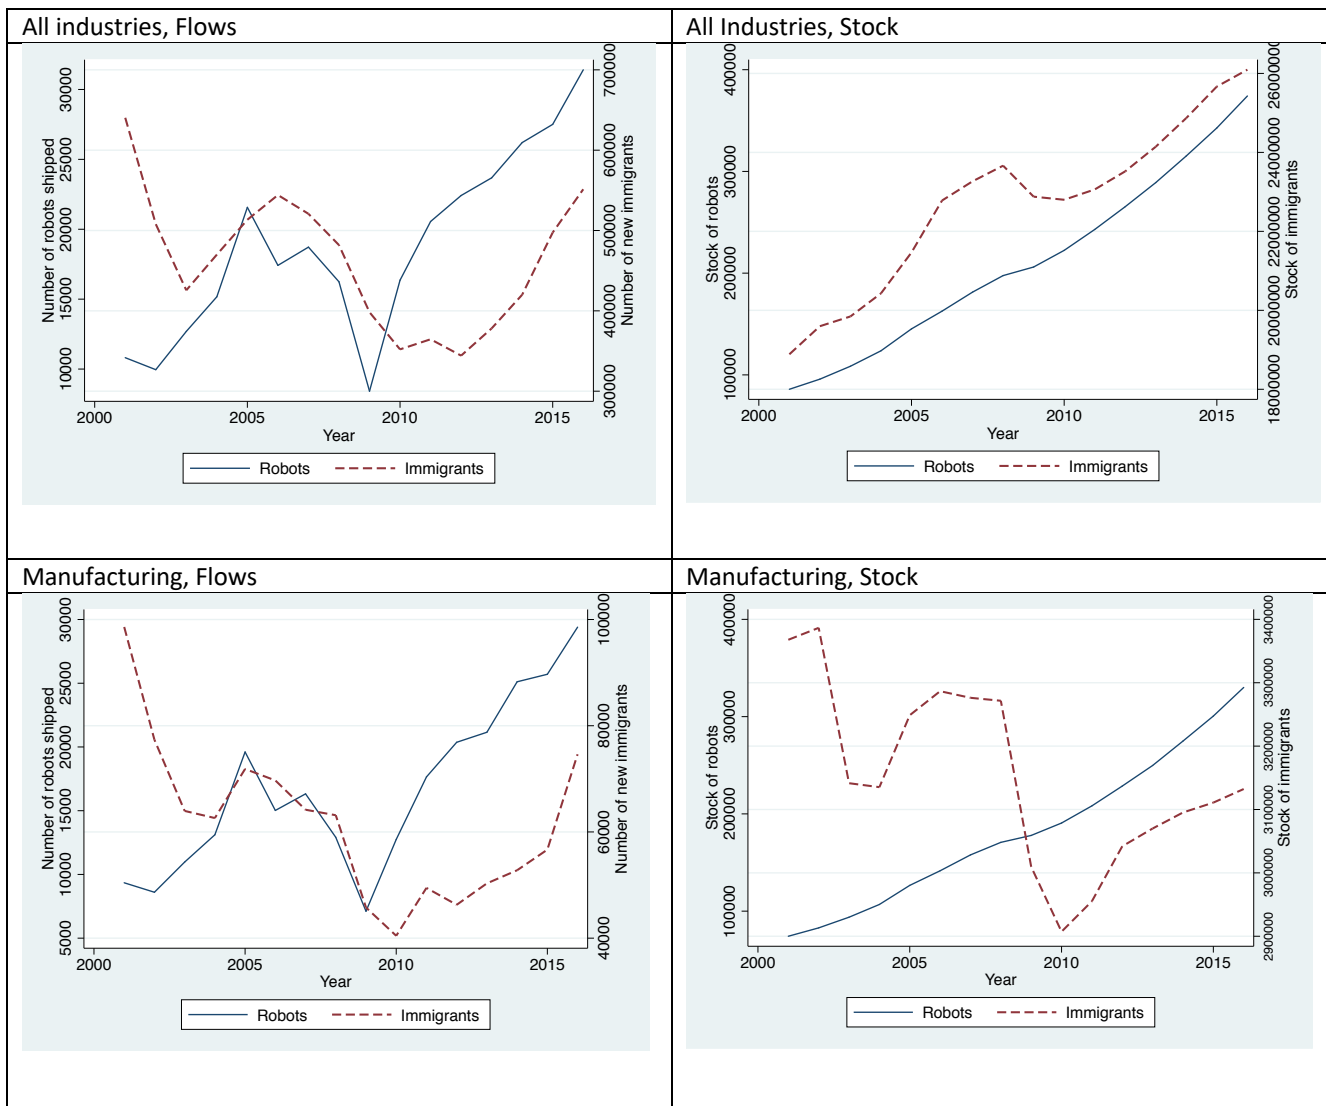 All industries, Flows
Number of robots shipped
10000 15000 20000 25000 30000
300000 400000 500000 600000 700000
Number of new immigrants
2000 2005 2010 2015
Year
Robots Immigrants
All Industries, Stock
Stock of robots
100000 200000 300000 400000
18000000 20000000 22000000 24000000 26000000
Stock of immigrants
2000 2005 2010 2015
Year
Robots Immigrants
Manufacturing, Flows
Number of robots shipped
5000 10000 15000 20000 25000 30000
40000 60000 80000 100000
Number of new immigrants
2000 2005 2010 2015
Year
Robots Immigrants
Manufacturing, Stock
Stock of robots
100000 200000 300000 400000
2900000 3000000 3100000 3200000 3300000 3400000
Stock of immigrants
2000 2005 2010 2015
Year
Robots Immigrants